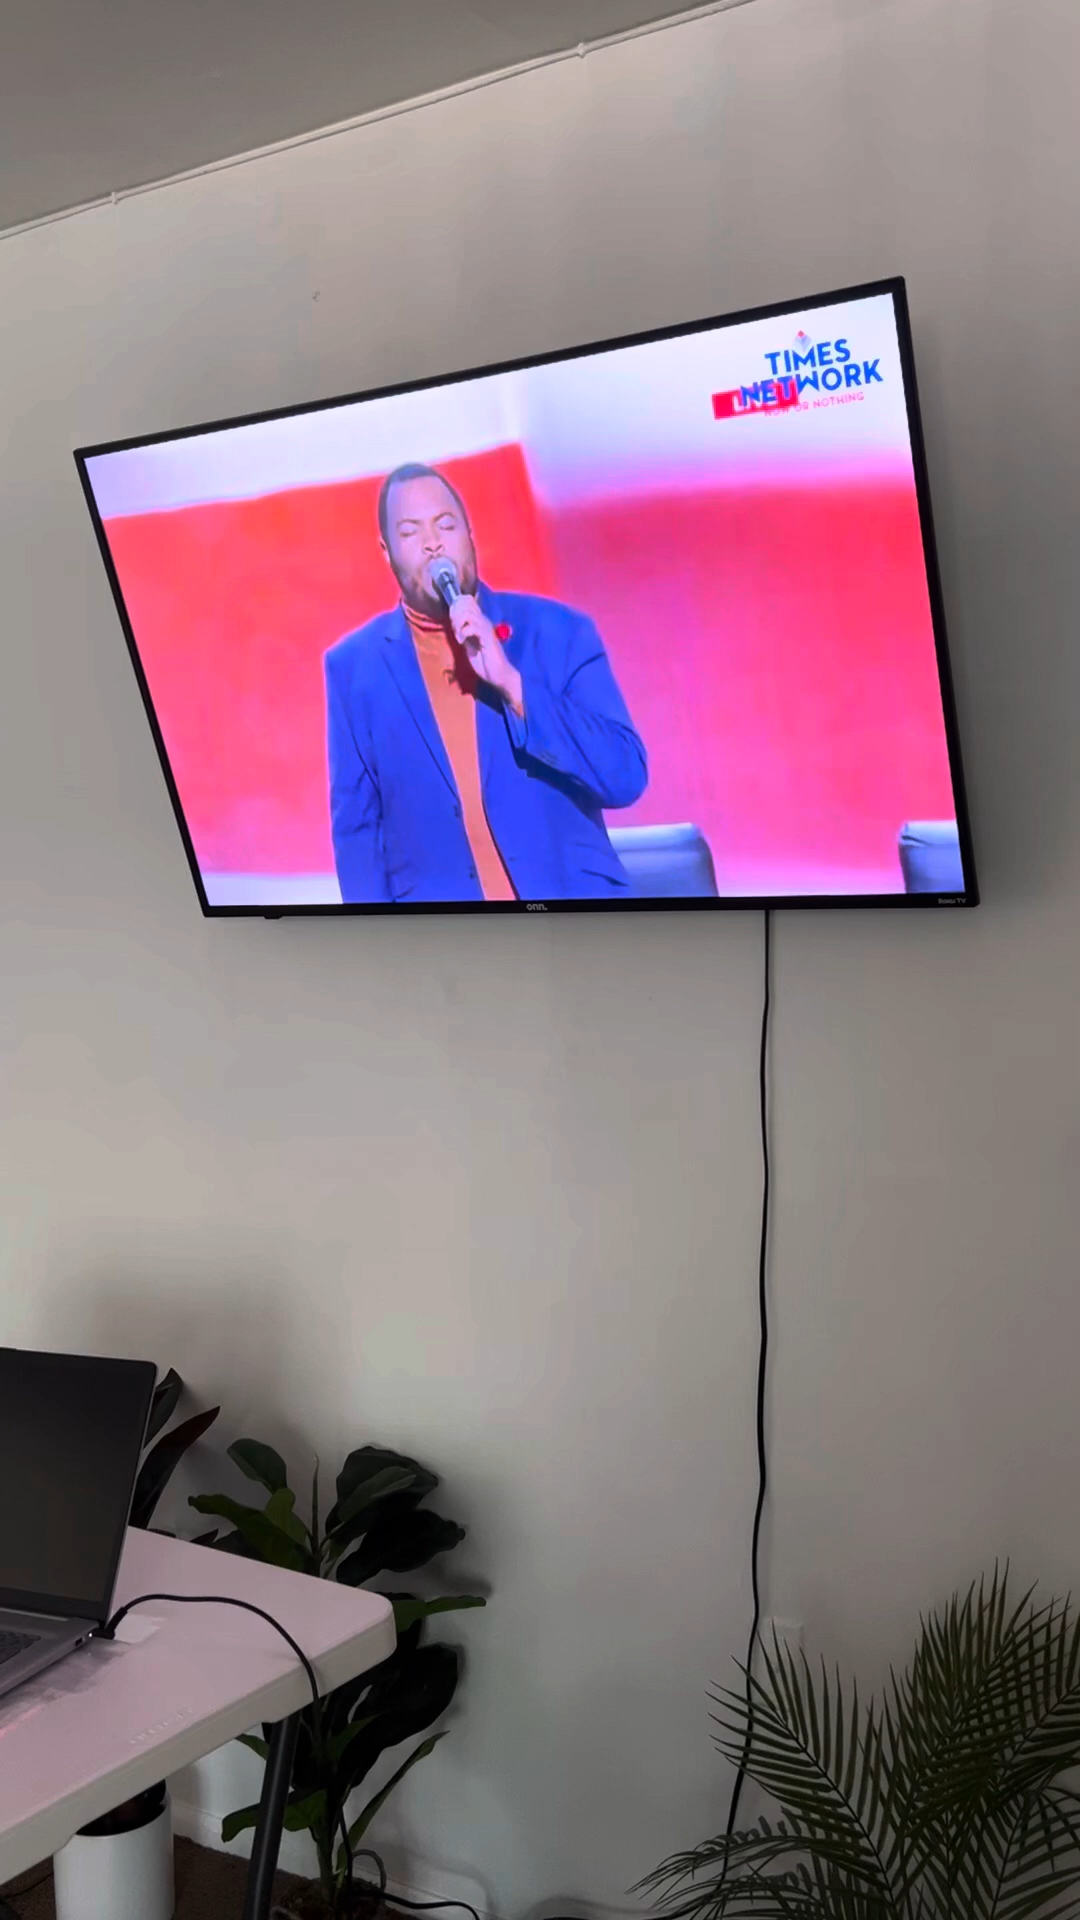 TIMES
NETWORK
NOW OR NOTHING
onn.
Roku TV